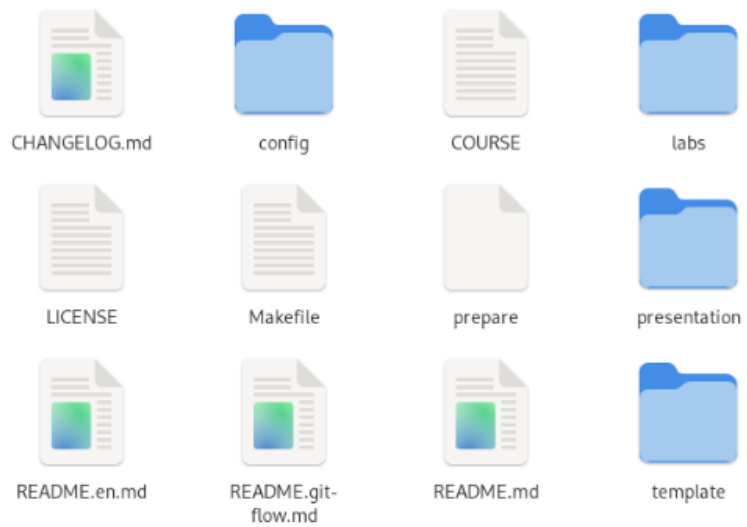 CHANGELOG.md
config
COURSE
labs
LICENSE
Makefile
prepare
presentation
README.en.md
README.git-
flow.md
README.md
template